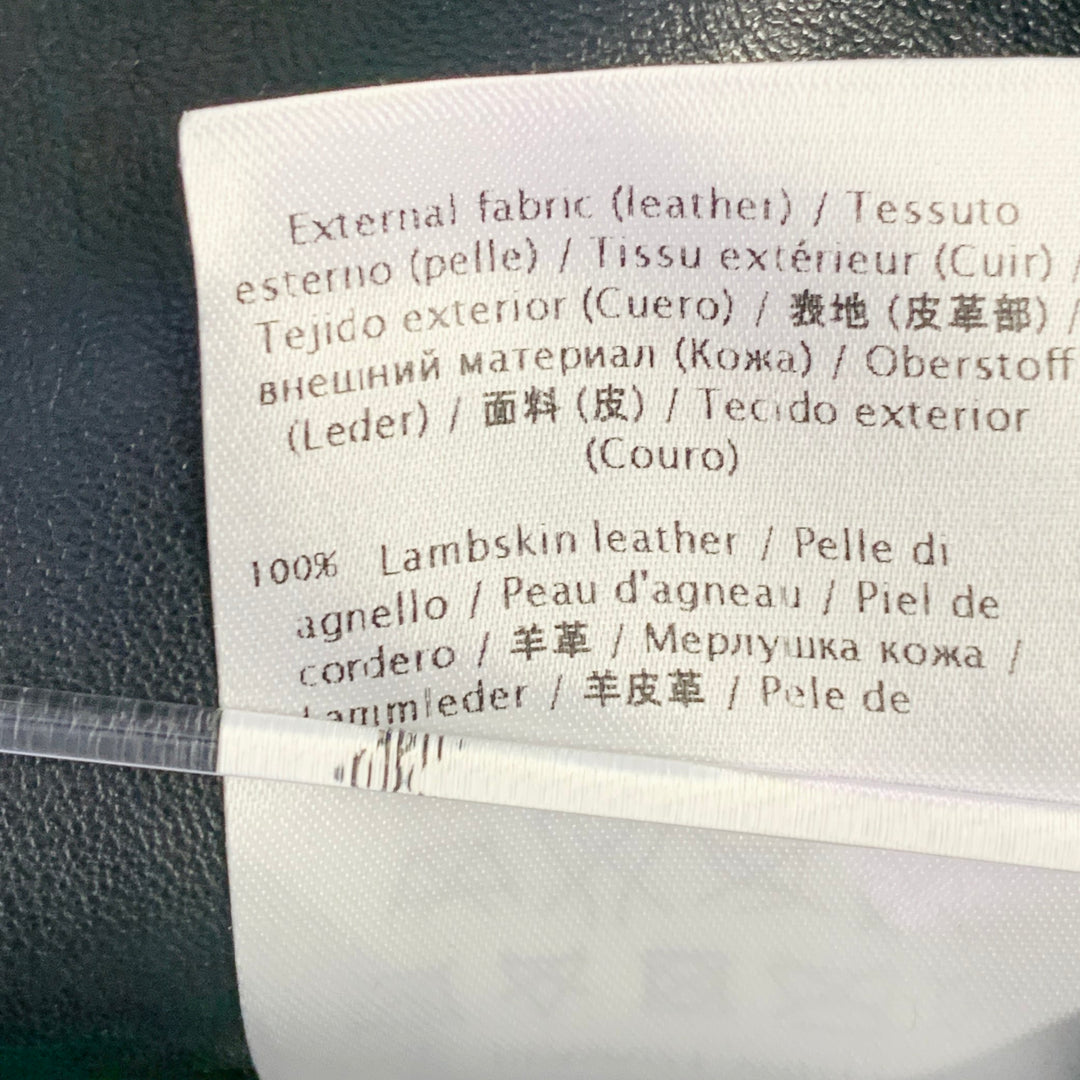 External fabric (leather) / Tessuto
esterno (pelle) / Tissu extérieur (Cuir) /
Tejido exterior (Cuero) / 表地 (皮革部) /
внешний материал (Кожа) / Oberstoff
(Leder) / 面料 (皮) / Tecido exterior
(Couro)
100% Lambskin leather / Pelle di
agnello / Peau d'agneau / Piel de
cordero / 羊革 / Мерлушка кожа /
Lammleder / 羊皮革 / Pele de